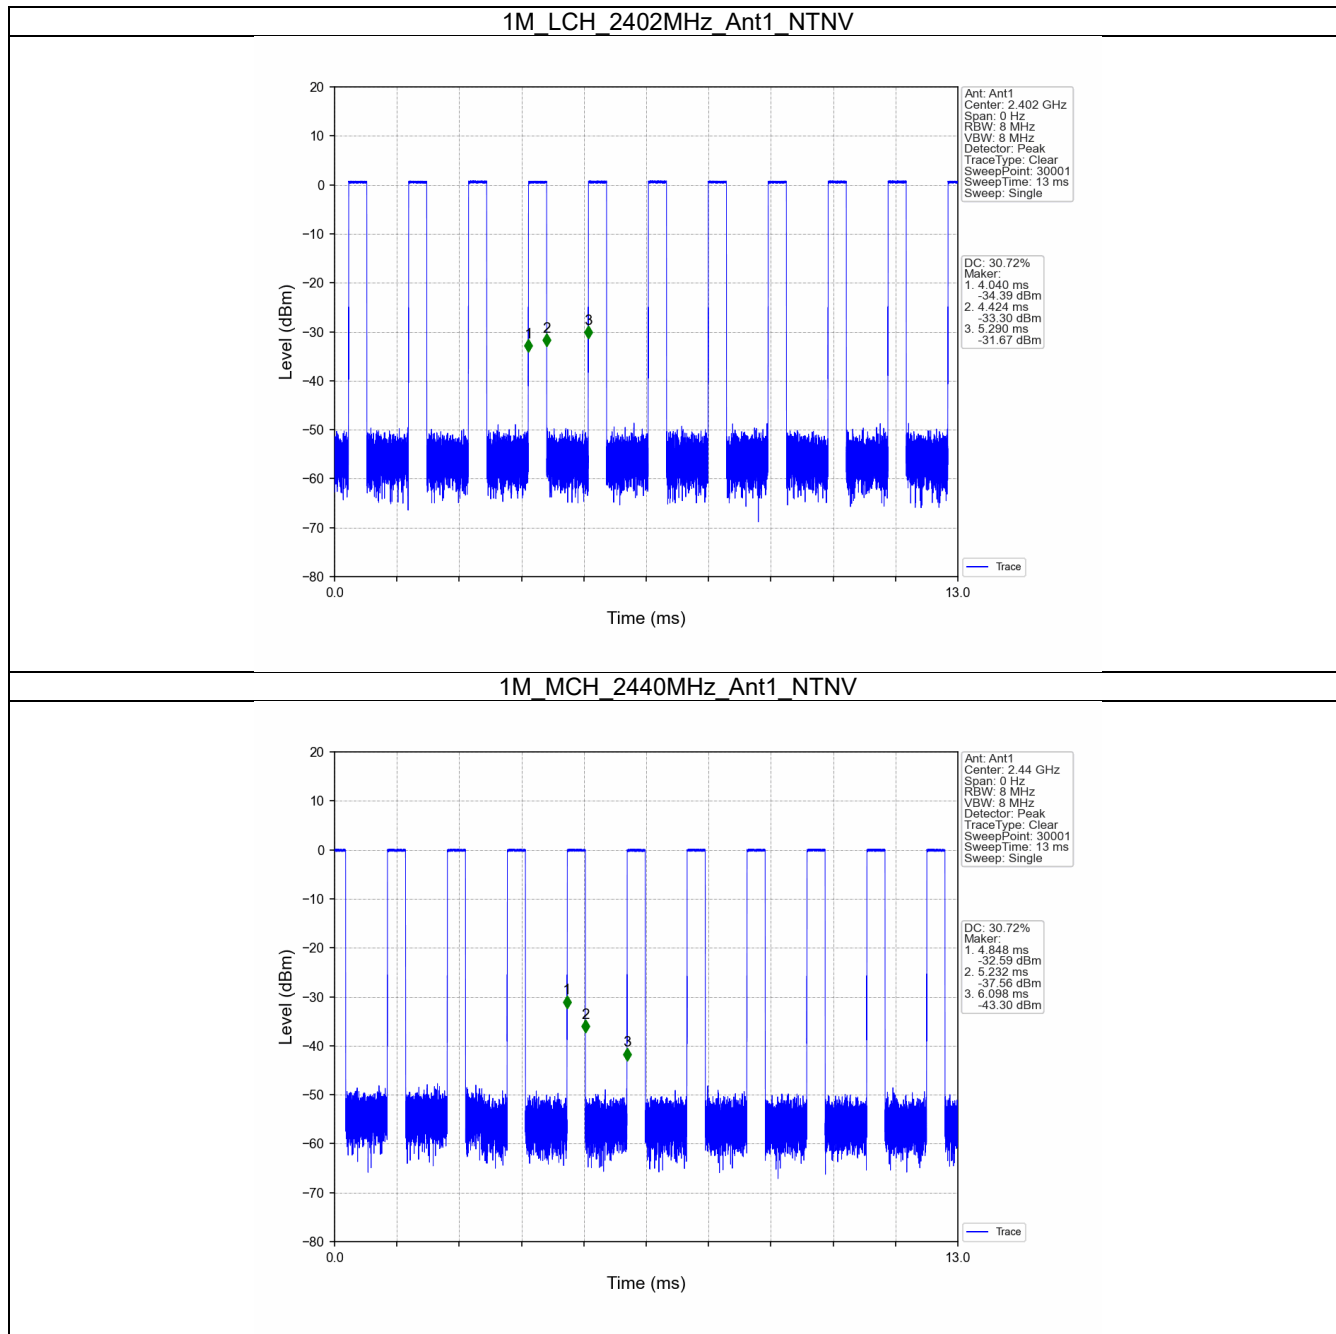 1M_LCH_2402MHz_Ant1_NTNV
20
10
0
−10
−20
−30
−40
−50
−60
−70
−80
Level (dBm)
1
2
3
0.0
13.0
Time (ms)
Ant: Ant1
Center: 2.402 GHz
Span: 0 Hz
RBW: 8 MHz
VBW: 8 MHz
Detector: Peak
TraceType: Clear
SweepPoint: 30001
SweepTime: 13 ms
Sweep: Single
DC: 30.72%
Maker:
1. 4.040 ms
-34.39 dBm
2. 4.424 ms
-33.30 dBm
3. 5.290 ms
-31.67 dBm
Trace
1M_MCH_2440MHz_Ant1_NTNV
20
10
0
−10
−20
−30
−40
−50
−60
−70
−80
Level (dBm)
1
2
3
0.0
13.0
Time (ms)
Ant: Ant1
Center: 2.44 GHz
Span: 0 Hz
RBW: 8 MHz
VBW: 8 MHz
Detector: Peak
TraceType: Clear
SweepPoint: 30001
SweepTime: 13 ms
Sweep: Single
DC: 30.72%
Maker:
1. 4.848 ms
-32.59 dBm
2. 5.232 ms
-37.56 dBm
3. 6.098 ms
-43.30 dBm
Trace